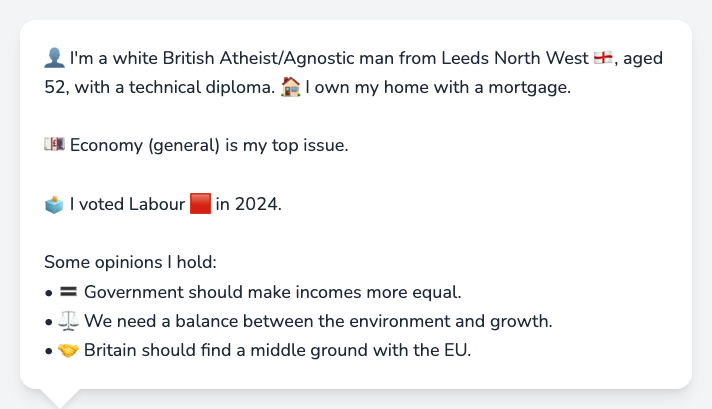 👤 I'm a white British Atheist/Agnostic man from Leeds North West 🏴󠁧󠁢󠁥󠁮󠁧󠁿, aged
52, with a technical diploma. 🏠 I own my home with a mortgage.
💷 Economy (general) is my top issue.
🗳️ I voted Labour 🟥 in 2024.
Some opinions I hold:
• 🟰 Government should make incomes more equal.
• ⚖️ We need a balance between the environment and growth.
• 🤝 Britain should find a middle ground with the EU.